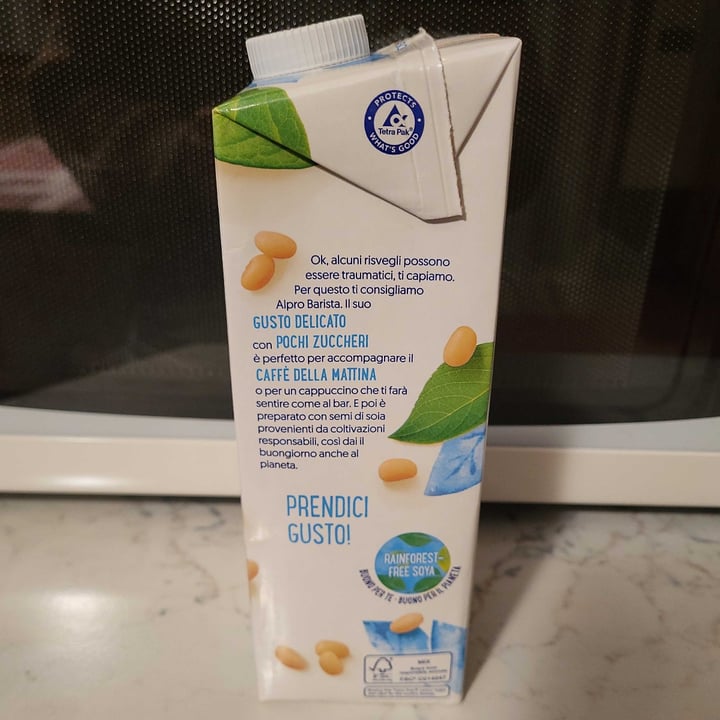 PROTECTS
Tetra Pak®
WHAT'S GOOD
Ok, alcuni risvegli possono
essere traumatici, ti capiamo.
Per questo ti consigliamo
Alpro Barista. Il suo
GUSTO DELICATO
con POCHI ZUCCHERI
è perfetto per accompagnare il
CAFFÈ DELLA MATTINA
o per un cappuccino che ti farà
sentire come al bar. E poi è
preparato con semi di soia
provenienti da coltivazioni
responsabili, così dai il
buongiorno anche al
pianeta.
PRENDICI
GUSTO!
RAINFOREST-
FREE SOYA
BUONO PER TE · BUONO PER IL PIANETA
FSC
MIX